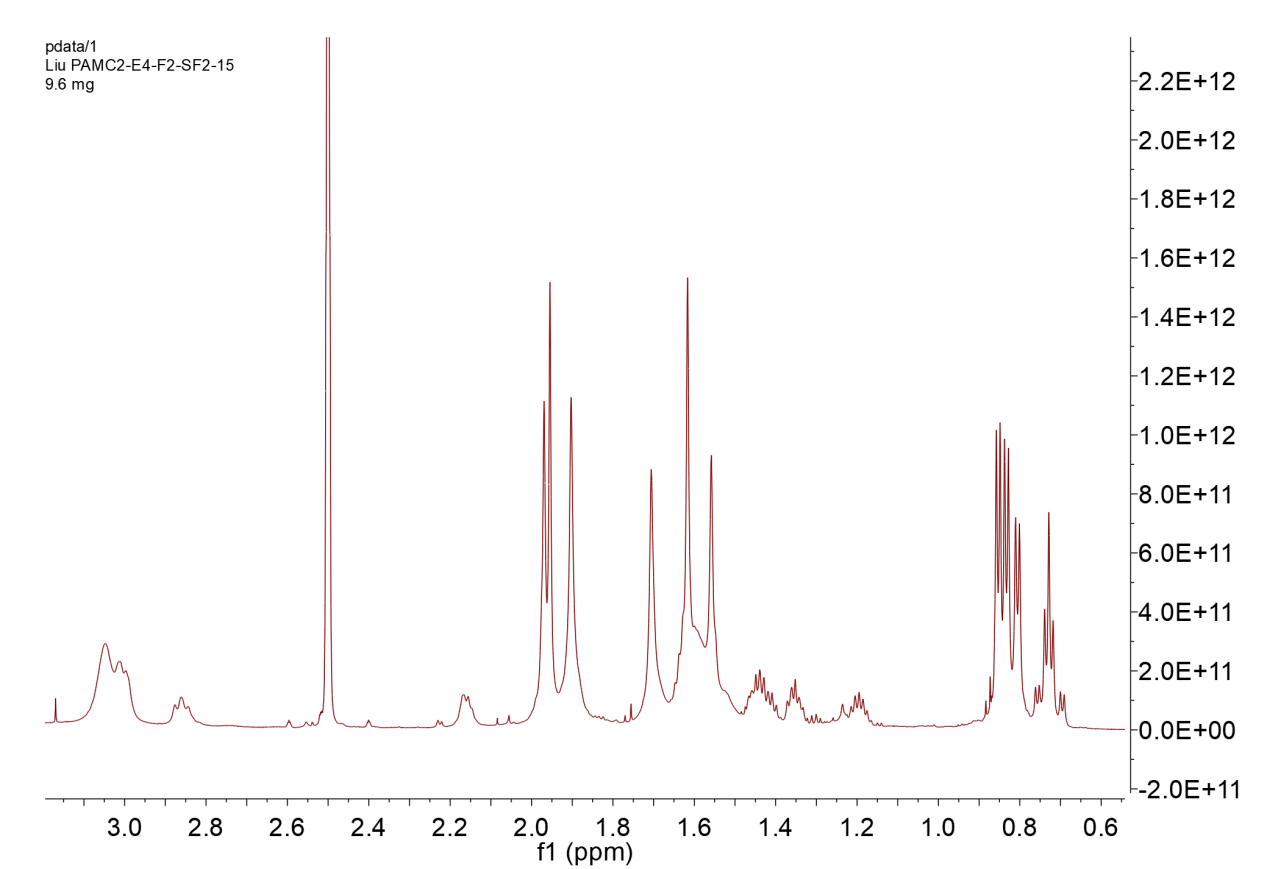 pdata/1
Liu PAMC2-E4-F2-SF2-15
9.6 mg
2.2E+12
2.0E+12
1.8E+12
1.6E+12
1.4E+12
1.2E+12
1.0E+12
8.0E+11
6.0E+11
4.0E+11
2.0E+11
0.0E+00
-2.0E+11
3.0 2.8 2.6 2.4 2.2 2.0 1.8 1.6 1.4 1.2 1.0 0.8 0.6
f1 (ppm)